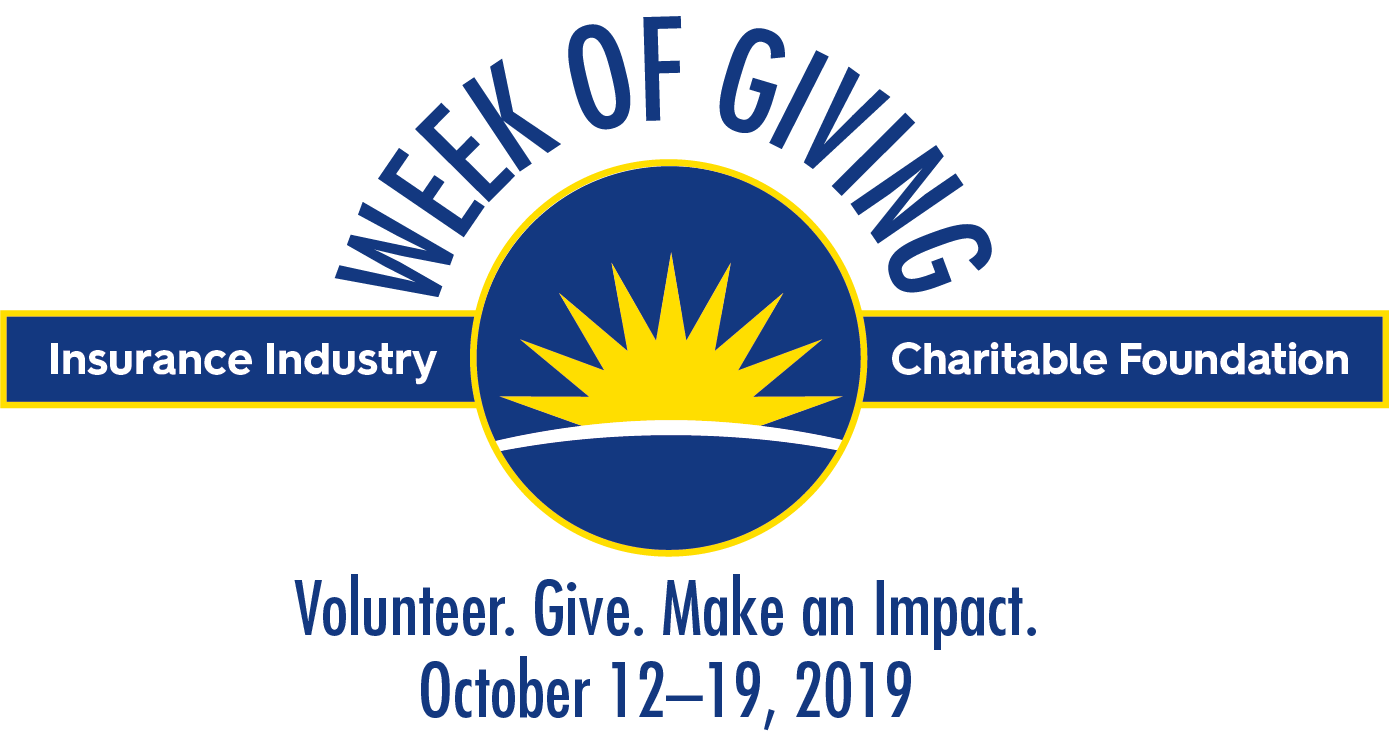 WEEK OF GIVING
Insurance Industry
Charitable Foundation
Volunteer. Give. Make an Impact.
October 12–19, 2019